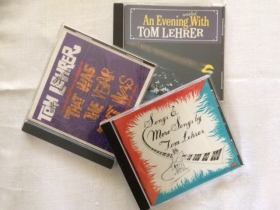 An Evening With
TOM LEHRER
TOM LEHRER
THAT WAS
THE YEAR
THAT WAS
Songs &
More Songs by
Tom Lehrer